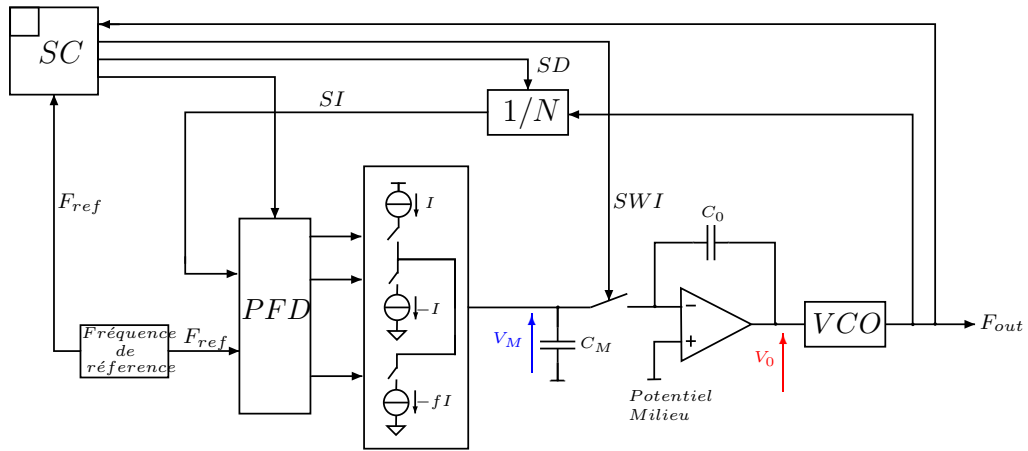 SC
SD
SI
1/N
F_ref
I
SWI
C_0
PFD
-I
V_M
C_M
−
+
VCO
F_out
V_0
Fréquence
de
réference
F_ref
-fI
Potentiel
Milieu